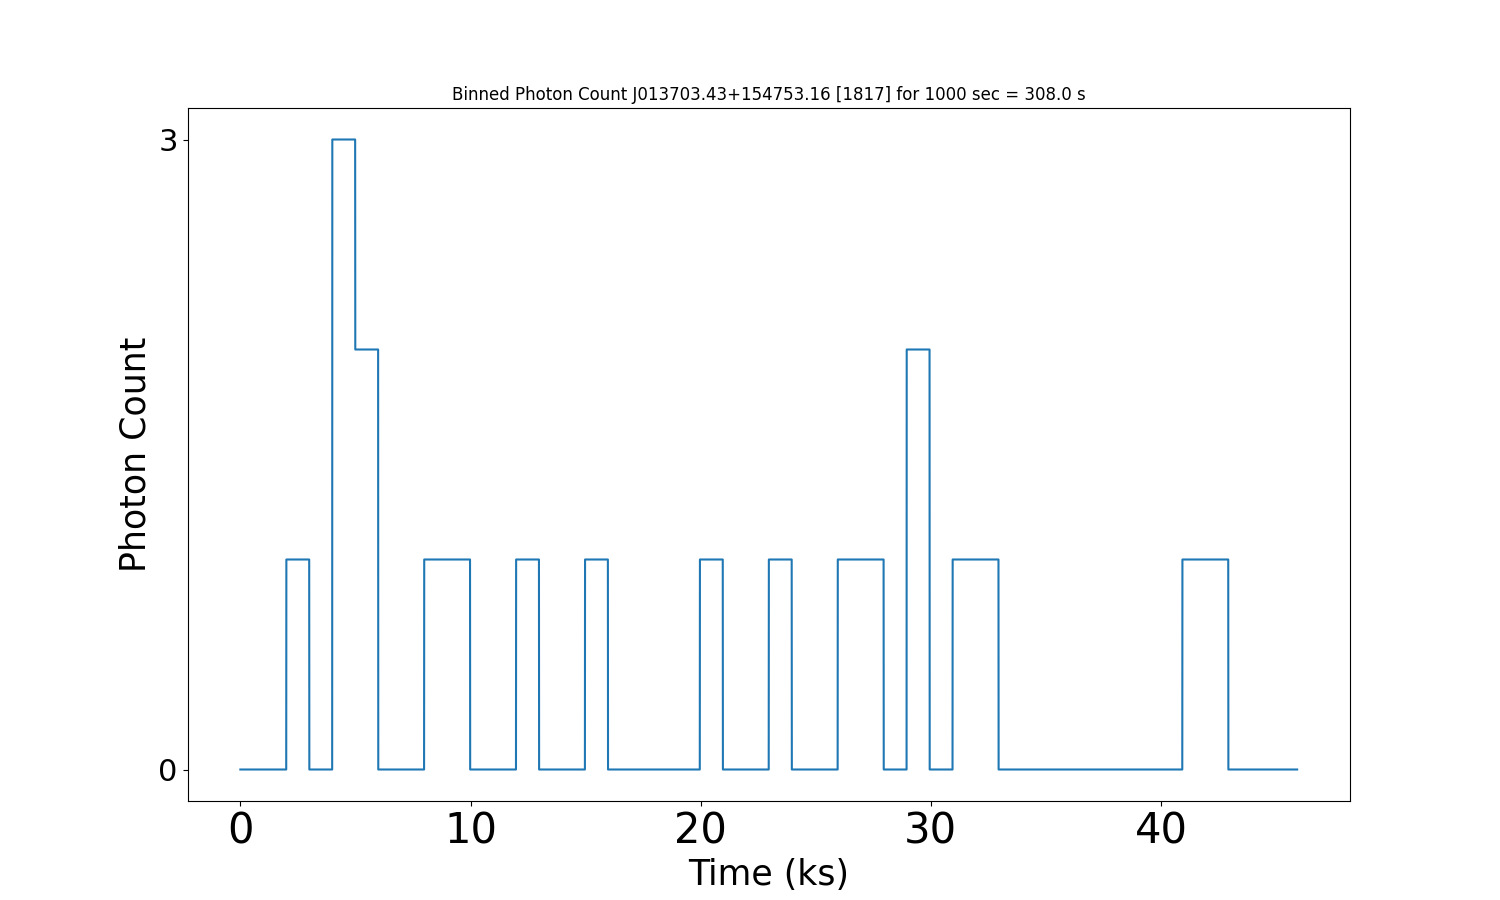 Binned Photon Count J013703.43+154753.16 [1817] for 1000 sec = 308.0 s
3
Photon Count
0
0 10 20 30 40
Time (ks)